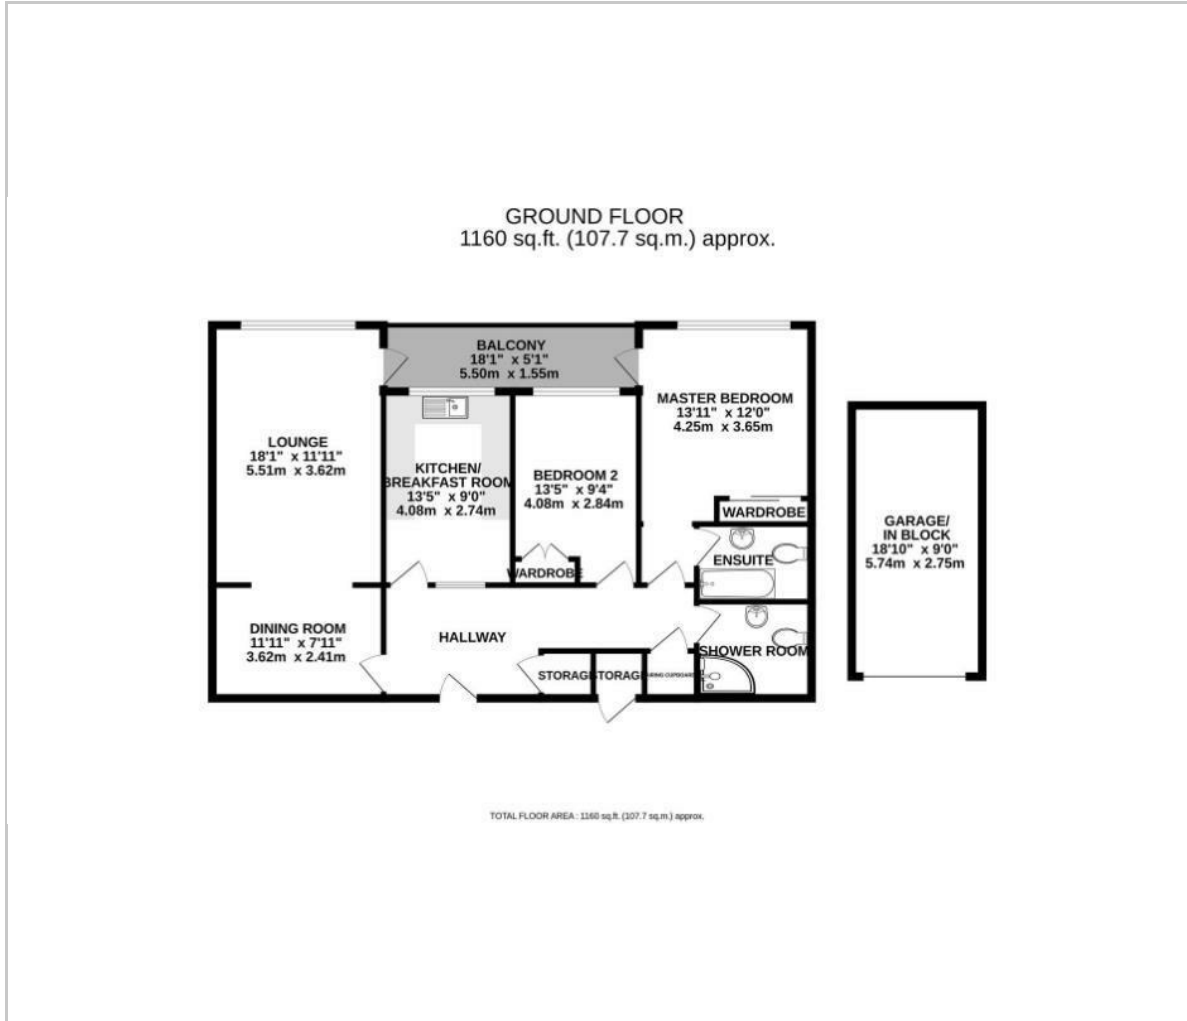 GROUND FLOOR
1160 sq.ft. (107.7 sq.m.) approx.
BALCONY
18'1" x 5'1"
5.50m x 1.55m
MASTER BEDROOM
13'11" x 12'0"
4.25m x 3.65m
LOUNGE
18'1" x 11'11"
5.51m x 3.62m
KITCHEN/
BREAKFAST ROOM
13'5" x 9'0"
4.08m x 2.74m
BEDROOM 2
13'5" x 9'4"
4.08m x 2.84m
WARDROBE
GARAGE/
IN BLOCK
18'10" x 9'0"
5.74m x 2.75m
ENSUITE
WARDROBE
DINING ROOM
11'11" x 7'11"
3.62m x 2.41m
HALLWAY
SHOWER ROOM
STORAGE
STORAGE
CUPBOARD
TOTAL FLOOR AREA : 1160 sq.ft. (107.7 sq.m.) approx.